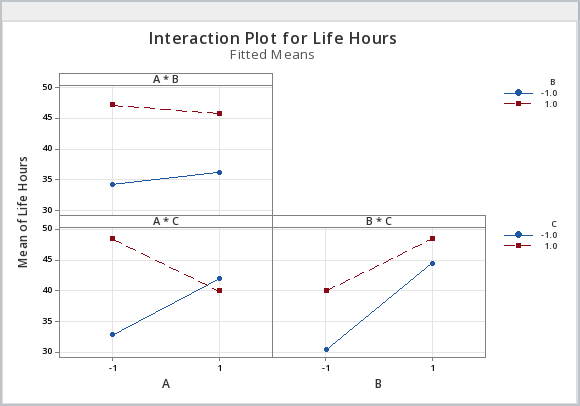 Interaction Plot for Life Hours
Fitted Means
A * B
B
-1.0
1.0
50
45
40
35
30
Mean of Life Hours
A * C
B * C
C
-1.0
1.0
50
45
40
35
30
-1 1 -1 1
A B